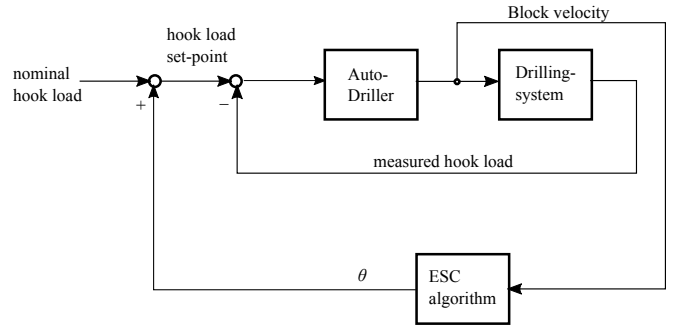 Block velocity
hook load
set-point
nominal
hook load
Auto-
Driller
Drilling-
system
+
−
measured hook load
θ
ESC
algorithm